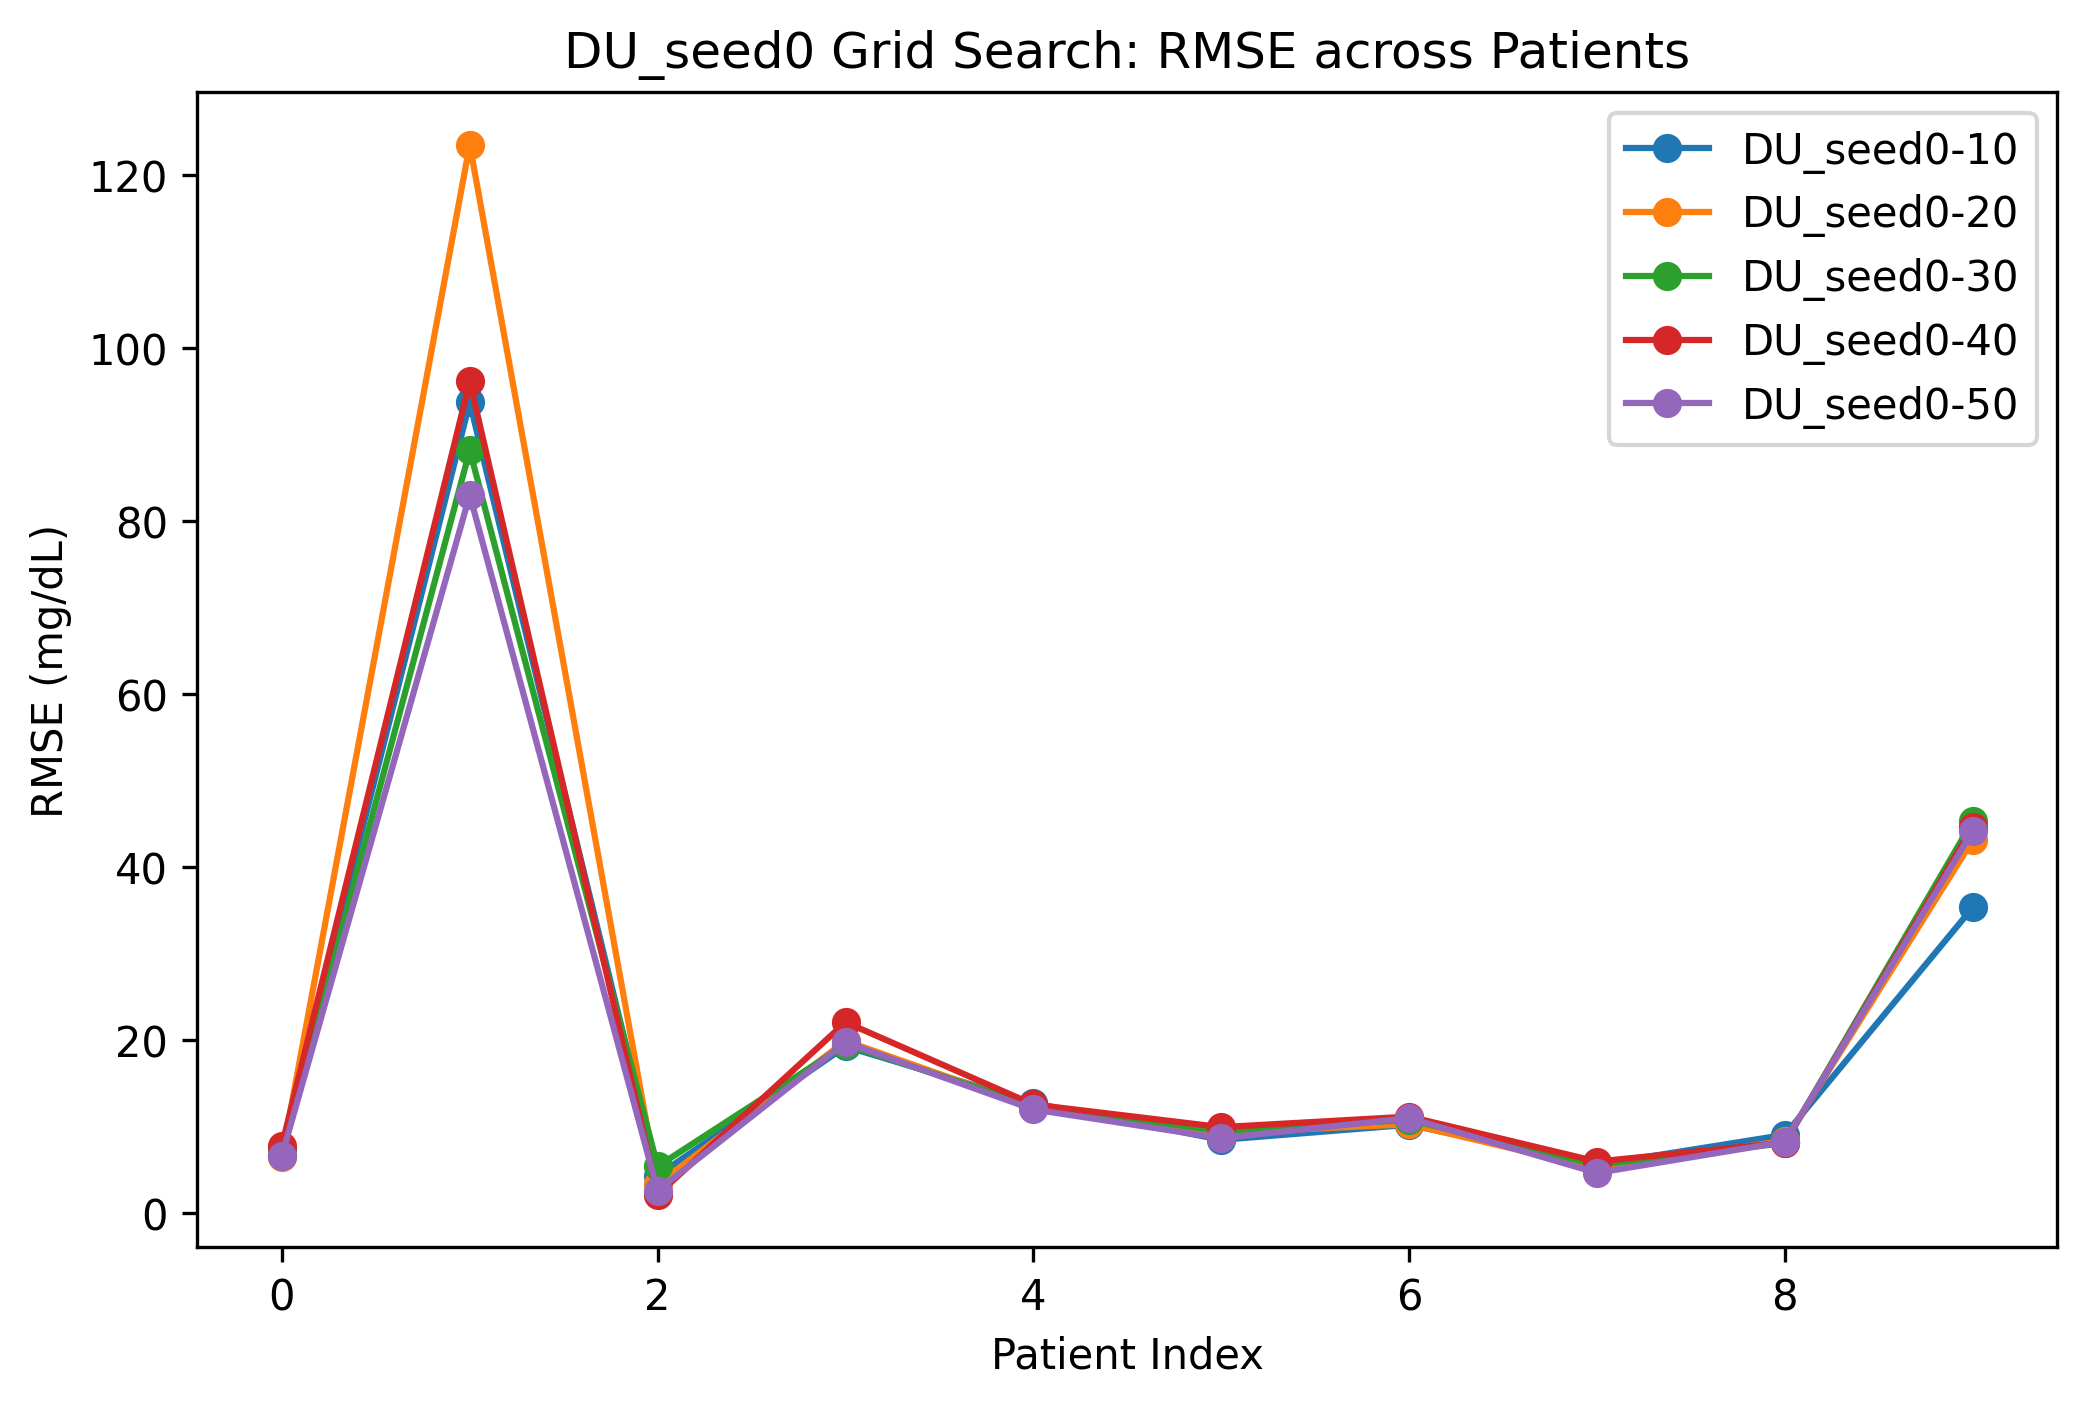 DU_seed0 Grid Search: RMSE across Patients
DU_seed0-10
DU_seed0-20
DU_seed0-30
DU_seed0-40
DU_seed0-50
RMSE (mg/dL)
120
100
80
60
40
20
0
0 2 4 6 8
Patient Index